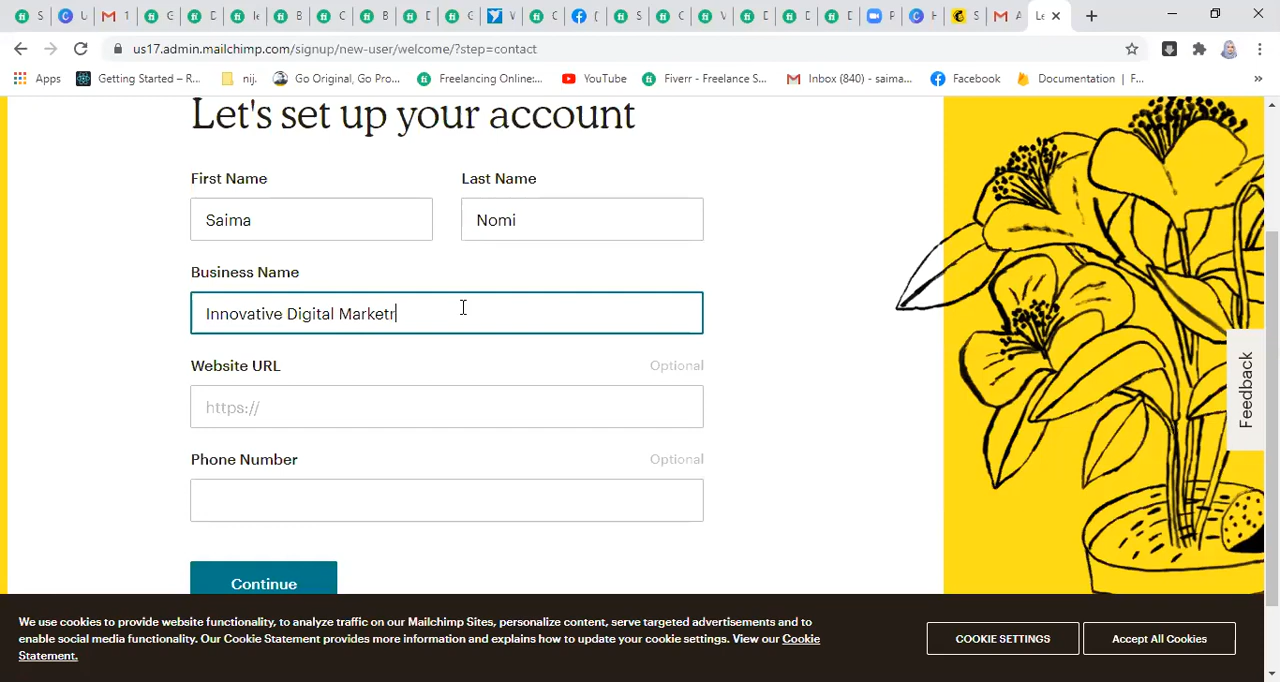 S U 1 G D le B C B D G W C ( S C V D D D P H S A Le
us17.admin.mailchimp.com/signup/new-user/welcome/?step=contact
Apps Getting Started – R... nij. Go Original, Go Pro... Freelancing Online:... YouTube Fiverr - Freelance S... Inbox (840) - saima... Facebook Documentation | F... »
Let's set up your account
First Name Last Name
Saima Nomi
Business Name
Innovative Digital Marketr
Website URL Optional
https://
Phone Number Optional
Continue
Feedback
We use cookies to provide website functionality, to analyze traffic on our Mailchimp Sites, personalize content, serve targeted advertisements and to
enable social media functionality. Our Cookie Statement provides more information and explains how to update your cookie settings. View our Cookie
Statement.
COOKIE SETTINGS Accept All Cookies